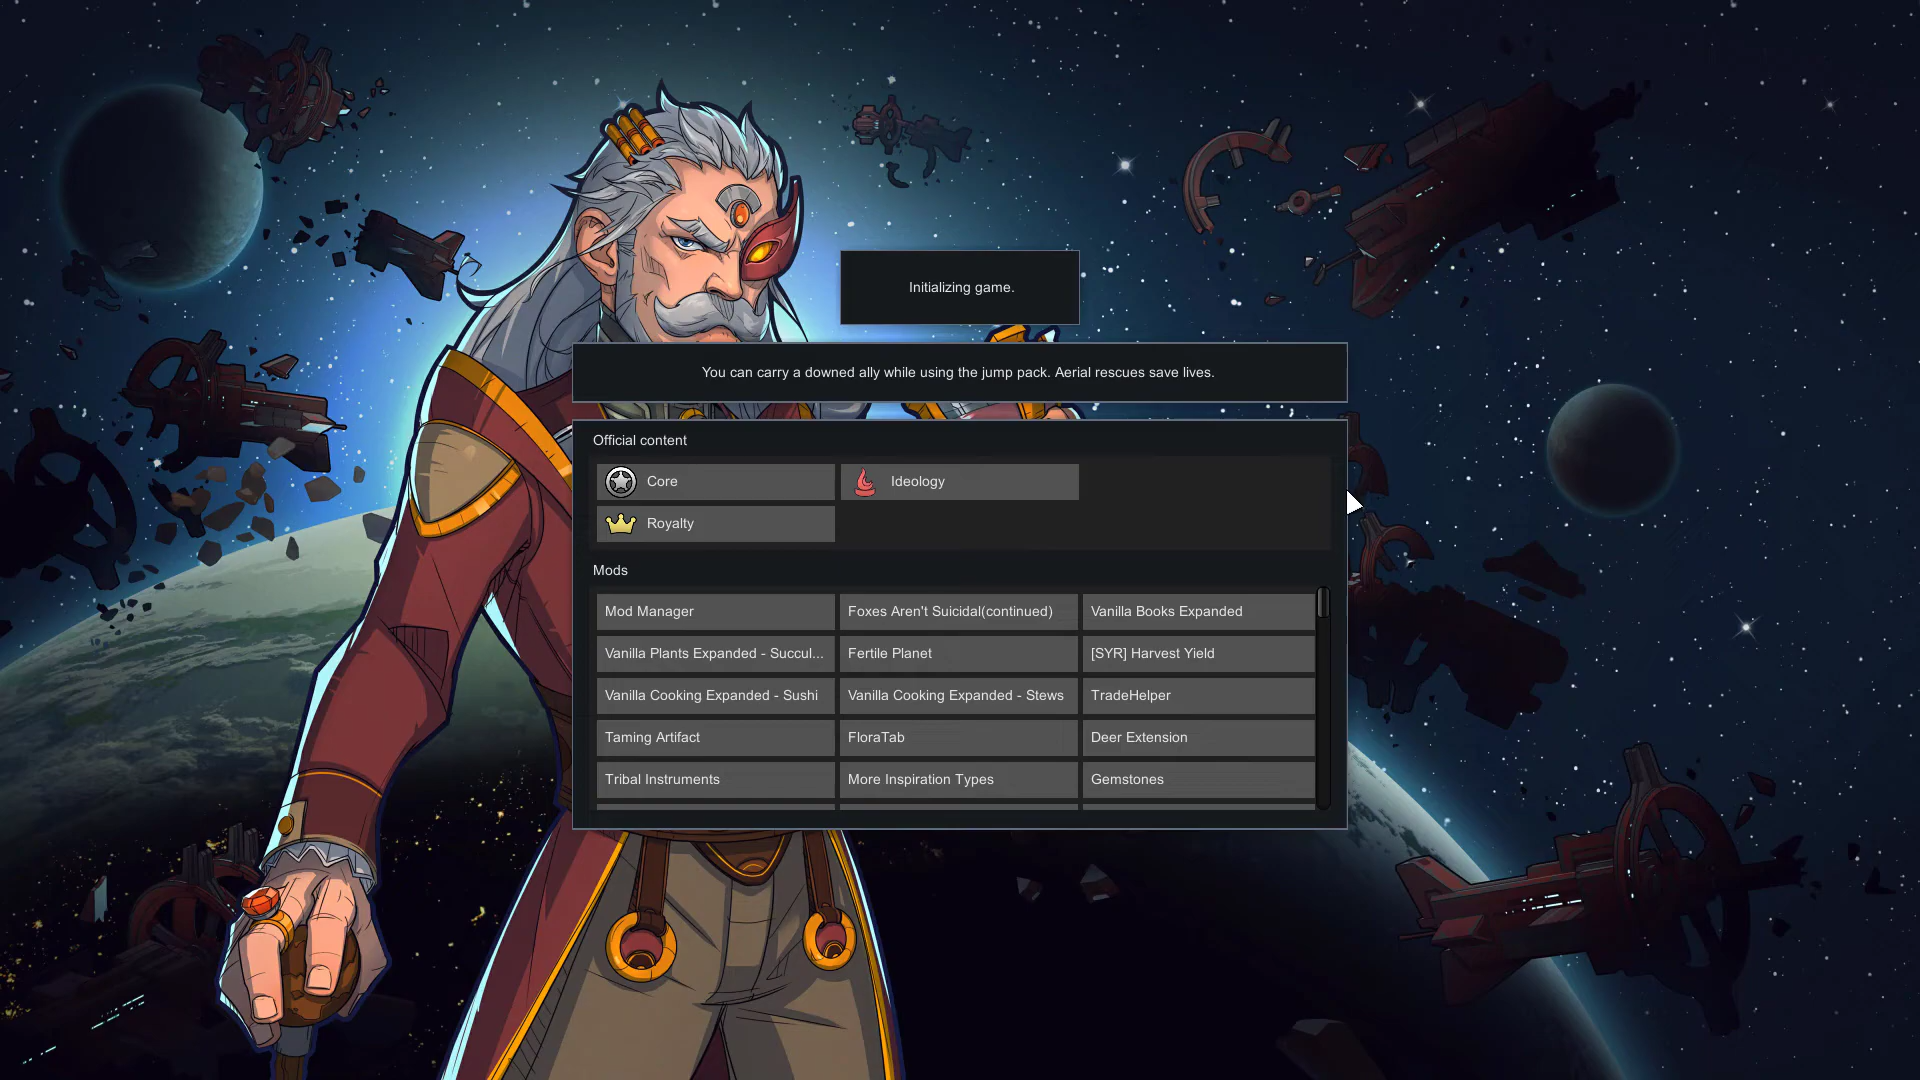 Initializing game.
You can carry a downed ally while using the jump pack. Aerial rescues save lives.
Official content
Core
Ideology
Royalty
Mods
Mod Manager
Foxes Aren't Suicidal(continued)
Vanilla Books Expanded
Vanilla Plants Expanded - Succul...
Fertile Planet
[SYR] Harvest Yield
Vanilla Cooking Expanded - Sushi
Vanilla Cooking Expanded - Stews
TradeHelper
Taming Artifact
FloraTab
Deer Extension
Tribal Instruments
More Inspiration Types
Gemstones